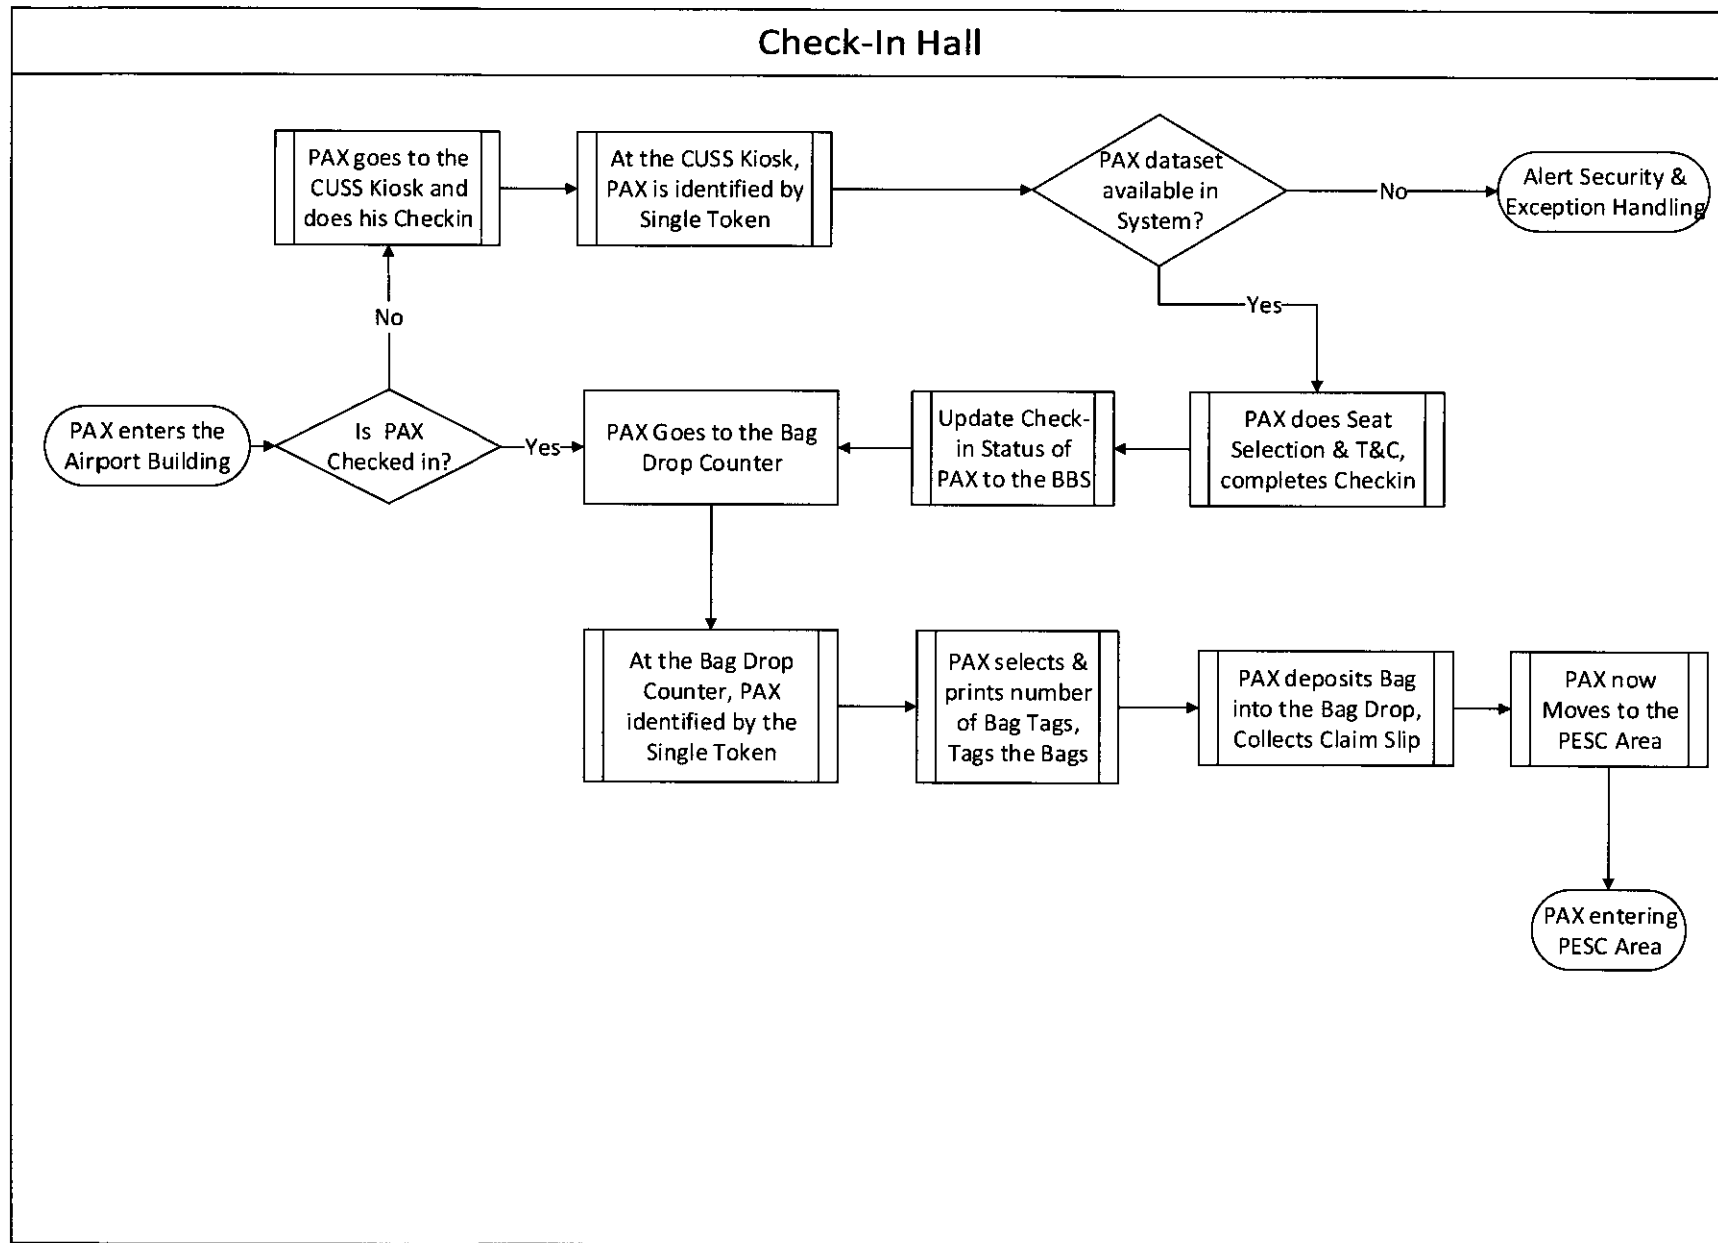 Check-In Hall
PAX goes to the
CUSS Kiosk and
does his Checkin
At the CUSS Kiosk,
PAX is identified by
Single Token
PAX dataset
available in
System?
No
Alert Security &
Exception Handling
Yes
No
PAX enters the
Airport Building
Is PAX
Checked in?
Yes
PAX Goes to the Bag
Drop Counter
Update Check-
in Status of
PAX to the BBS
PAX does Seat
Selection & T&C,
completes Checkin
At the Bag Drop
Counter, PAX
identified by the
Single Token
PAX selects &
prints number
of Bag Tags,
Tags the Bags
PAX deposits Bag
into the Bag Drop,
Collects Claim Slip
PAX now
Moves to the
PESC Area
PAX entering
PESC Area